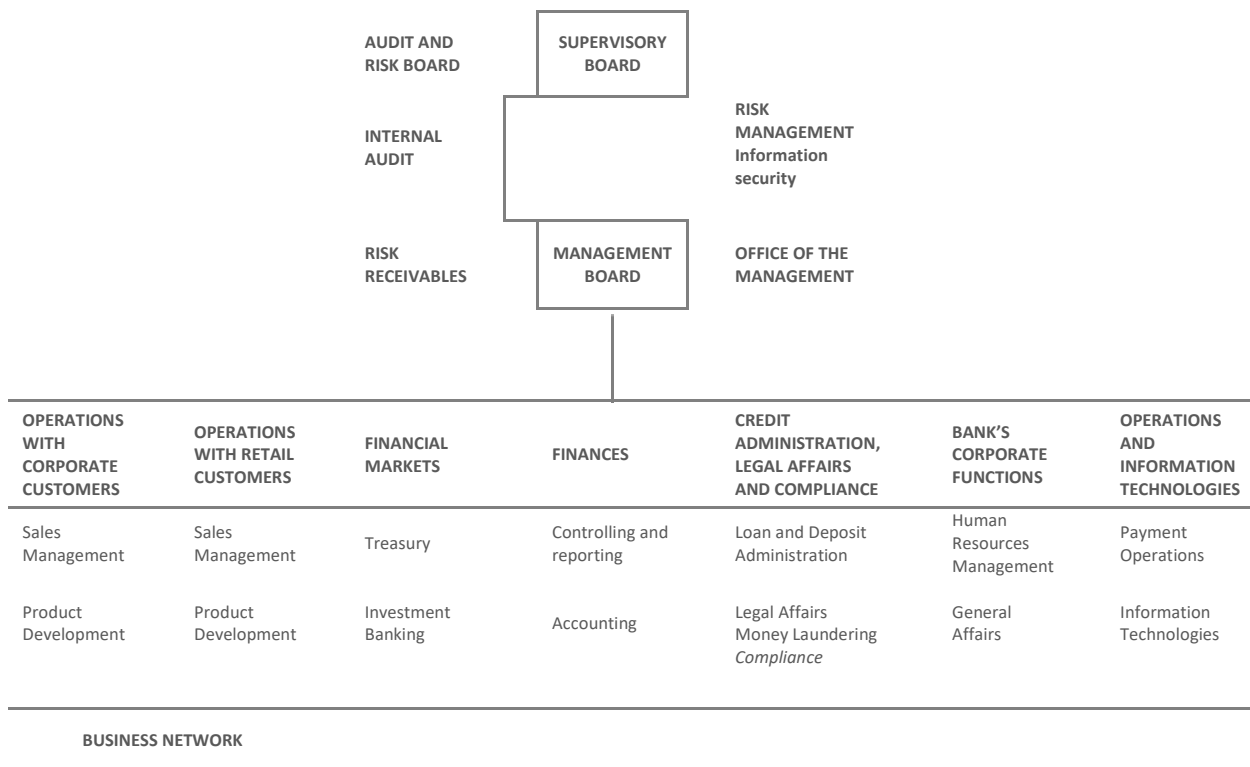 AUDIT AND
RISK BOARD
SUPERVISORY
BOARD
INTERNAL
AUDIT
RISK
MANAGEMENT
Information
security
RISK
RECEIVABLES
MANAGEMENT
BOARD
OFFICE OF THE
MANAGEMENT
OPERATIONS
WITH
CORPORATE
CUSTOMERS
OPERATIONS
WITH RETAIL
CUSTOMERS
FINANCIAL
MARKETS
FINANCES
CREDIT
ADMINISTRATION,
LEGAL AFFAIRS
AND COMPLIANCE
BANK’S
CORPORATE
FUNCTIONS
OPERATIONS
AND
INFORMATION
TECHNOLOGIES
Sales
Management
Sales
Management
Treasury
Controlling and
reporting
Loan and Deposit
Administration
Human
Resources
Management
Payment
Operations
Product
Development
Product
Development
Investment
Banking
Accounting
Legal Affairs
Money Laundering
Compliance
General
Affairs
Information
Technologies
BUSINESS NETWORK